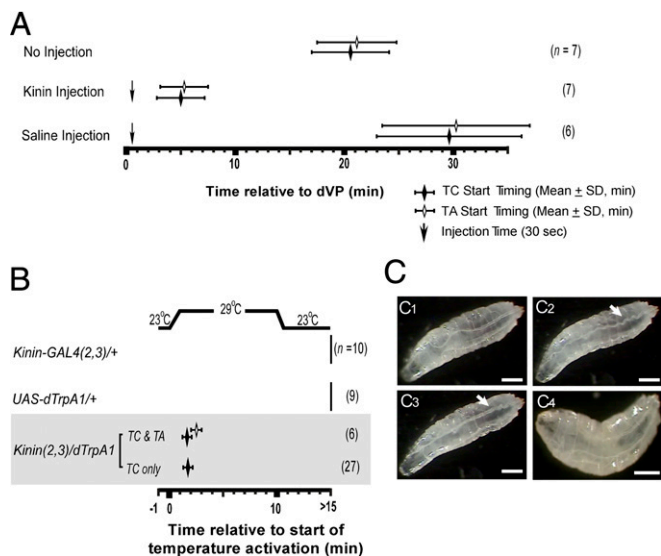 A
No Injection
(n = 7)
Kinin Injection
(7)
Saline Injection
(6)
0 10 20 30
Time relative to dVP (min)
TC Start Timing (Mean ± SD, min)
TA Start Timing (Mean ± SD, min)
Injection Time (30 sec)
B
23°C 29°C 23°C
Kinin-GAL4(2,3)/+
(n =10)
UAS-dTrpA1/+
(9)
Kinin(2,3)/dTrpA1
TC & TA
(6)
TC only
(27)
-1 0 10 >15
Time relative to start of
temperature activation (min)
C
C1 C2
C3 C4